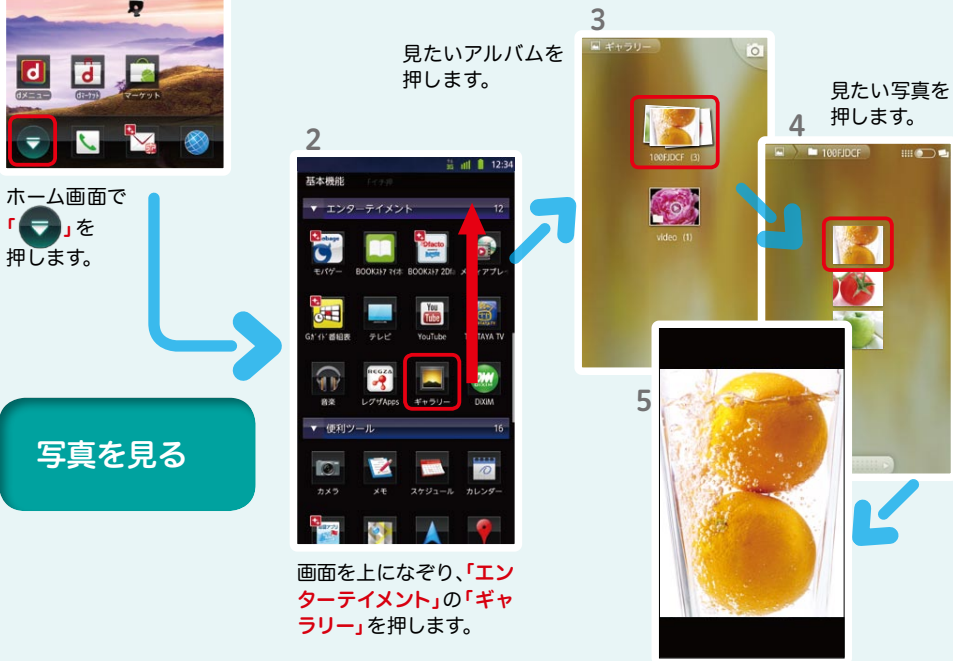 dメニュー
dマーケット
マーケット
ホーム画面で
「 」を
押します。
写真を見る
2
12:34
基本機能
▼ エンターテイメント 12
モバゲー
BOOKストア マイ本
BOOKストア 2Dfa
Gガイド番組表
テレビ
YouTube
You
Tube
TSUTAYA TV
REGZA
音楽
レグザApps
ギャラリー
DiXiM
▼ 便利ツール 16
カメラ
メモ
スケジュール
カレンダー
画面を上になぞり、「エン
ターテイメント」の「ギャ
ラリー」を押します。
3
見たいアルバムを
押します。
ギャラリー
100FJDCF (3)
video (1)
4
見たい写真を
押します。
100FJDCF
5